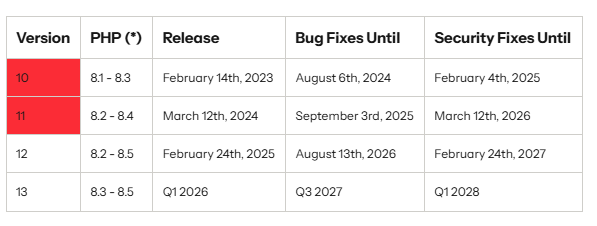 Version PHP (*) Release Bug Fixes Until Security Fixes Until
10 8.1 - 8.3 February 14th, 2023 August 6th, 2024 February 4th, 2025
11 8.2 - 8.4 March 12th, 2024 September 3rd, 2025 March 12th, 2026
12 8.2 - 8.5 February 24th, 2025 August 13th, 2026 February 24th, 2027
13 8.3 - 8.5 Q1 2026 Q3 2027 Q1 2028